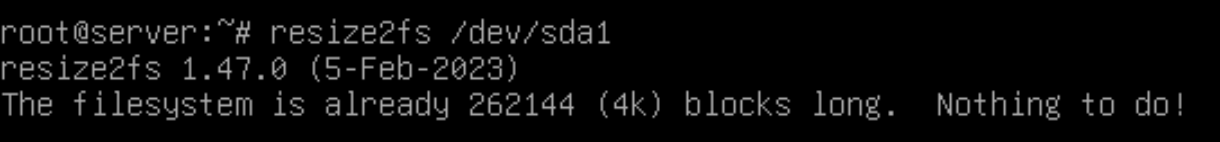 root@server:~# resize2fs /dev/sda1
resize2fs 1.47.0 (5-Feb-2023)
The filesystem is already 262144 (4k) blocks long.  Nothing to do!